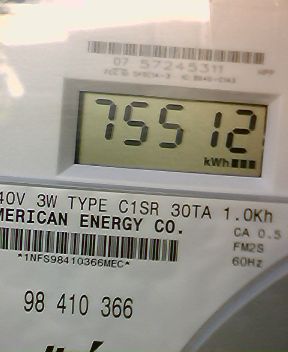 07 57245311
75512
kWh
40V 3W TYPE C1SR 30TA 1.0Kh
MERICAN ENERGY CO.
CA 0.5
FM2S
*1NFS98410366MEC*
60Hz
98 410 366